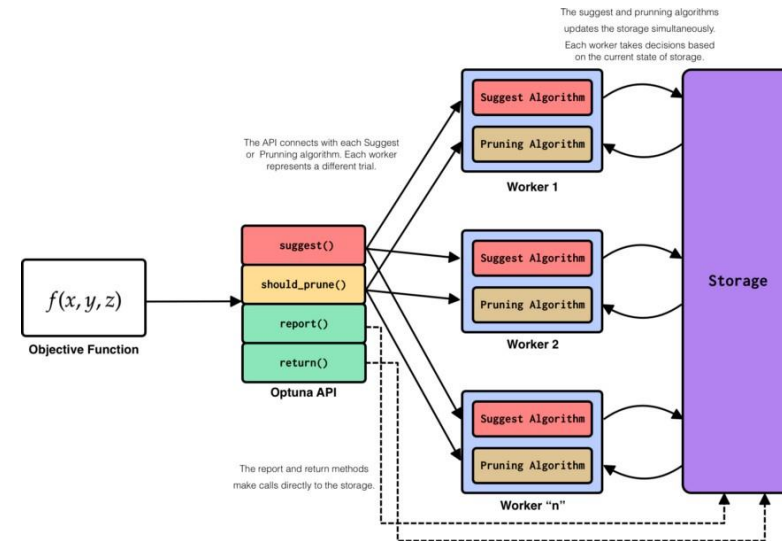 The suggest and prunning algorithms
updates the storage simultaneously.
Each worker takes decisions based
on the current state of storage.
Suggest Algorithm
Pruning Algorithm
Worker 1
The API connects with each Suggest
or Prunning algorithm. Each worker
represents a different trial.
suggest()
should_prune()
report()
return()
Optuna API
f(x, y, z)
Objective Function
Suggest Algorithm
Pruning Algorithm
Worker 2
Storage
Suggest Algorithm
Pruning Algorithm
Worker “n”
The report and return methods
make calls directly to the storage.